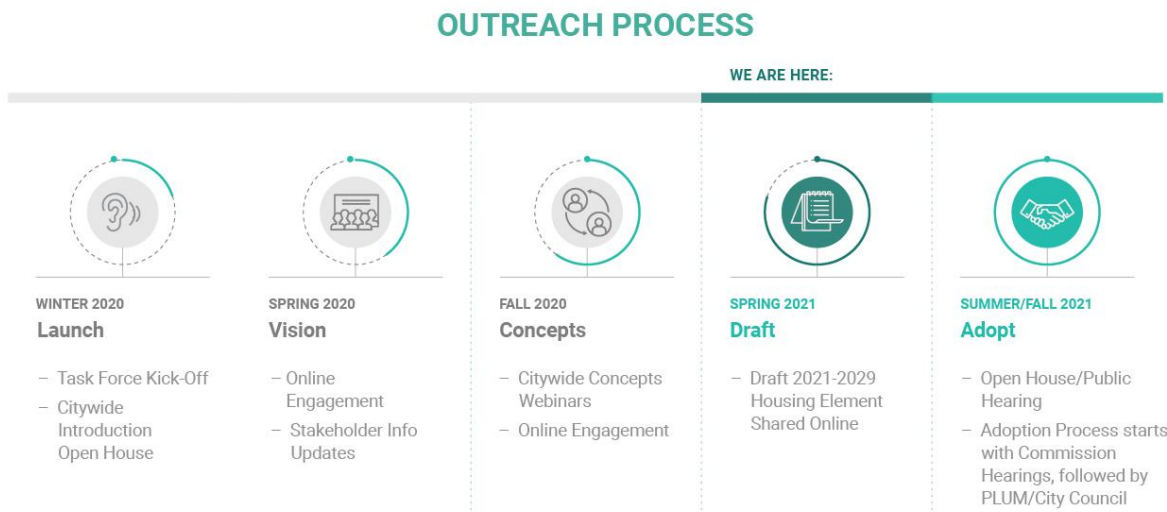 OUTREACH PROCESS
WE ARE HERE:
WINTER 2020
Launch
– Task Force Kick-Off
– Citywide
Introduction
Open House
SPRING 2020
Vision
– Online
Engagement
– Stakeholder Info
Updates
FALL 2020
Concepts
– Citywide Concepts
Webinars
– Online Engagement
SPRING 2021
Draft
– Draft 2021-2029
Housing Element
Shared Online
SUMMER/FALL 2021
Adopt
– Open House/Public
Hearing
– Adoption Process starts
with Commission
Hearings, followed by
PLUM/City Council